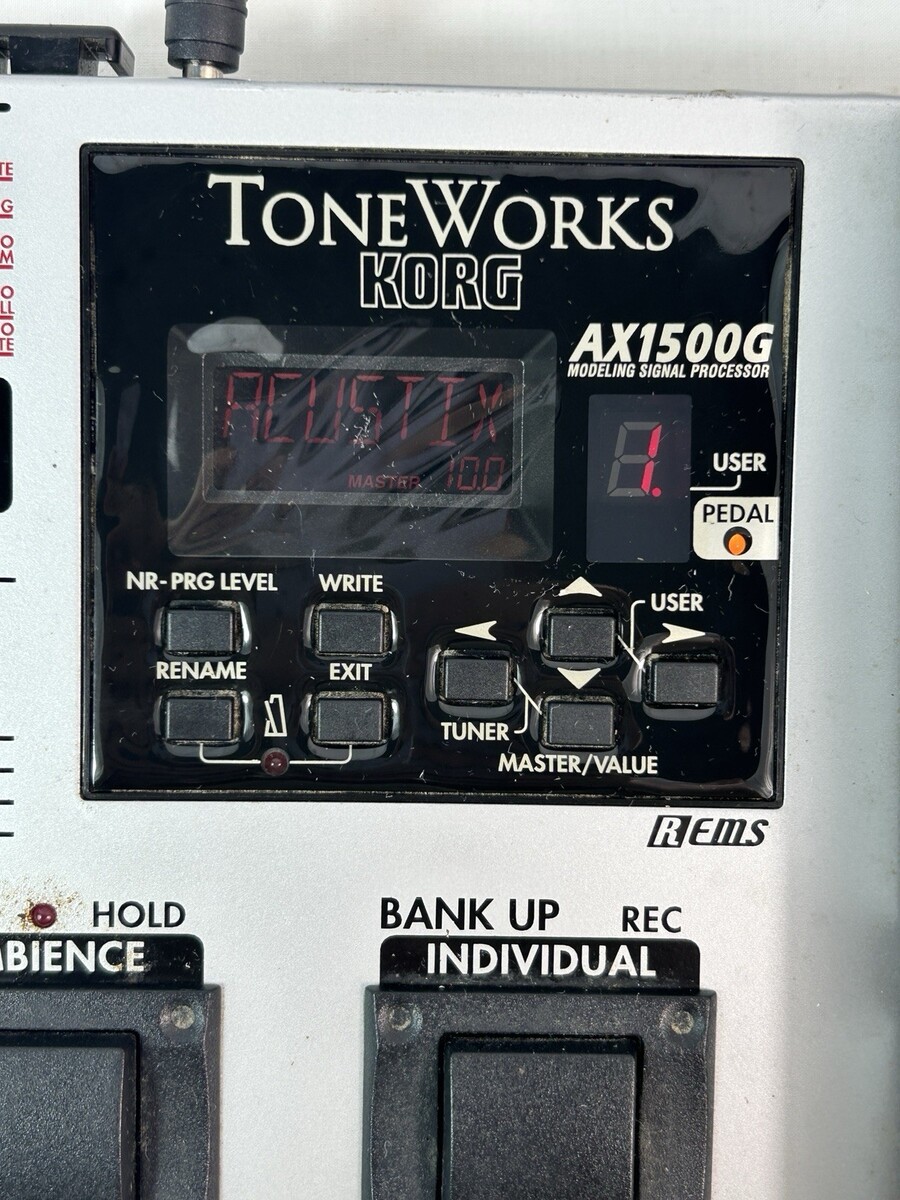 TONEWORKS
KORG
AX1500G
MODELING SIGNAL PROCESSOR
ACUSTIX
MASTER 10.0
1.
USER
PEDAL
NR-PRG LEVEL
WRITE
USER
RENAME
EXIT
TUNER
MASTER/VALUE
REMS
HOLD
BANK UP
REC
INDIVIDUAL